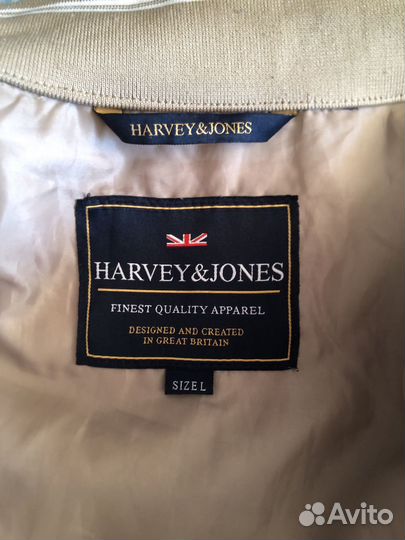 HARVEY&JONES
HARVEY&JONES
FINEST QUALITY APPAREL
DESIGNED AND CREATED
IN GREAT BRITAIN
SIZE L
Avito